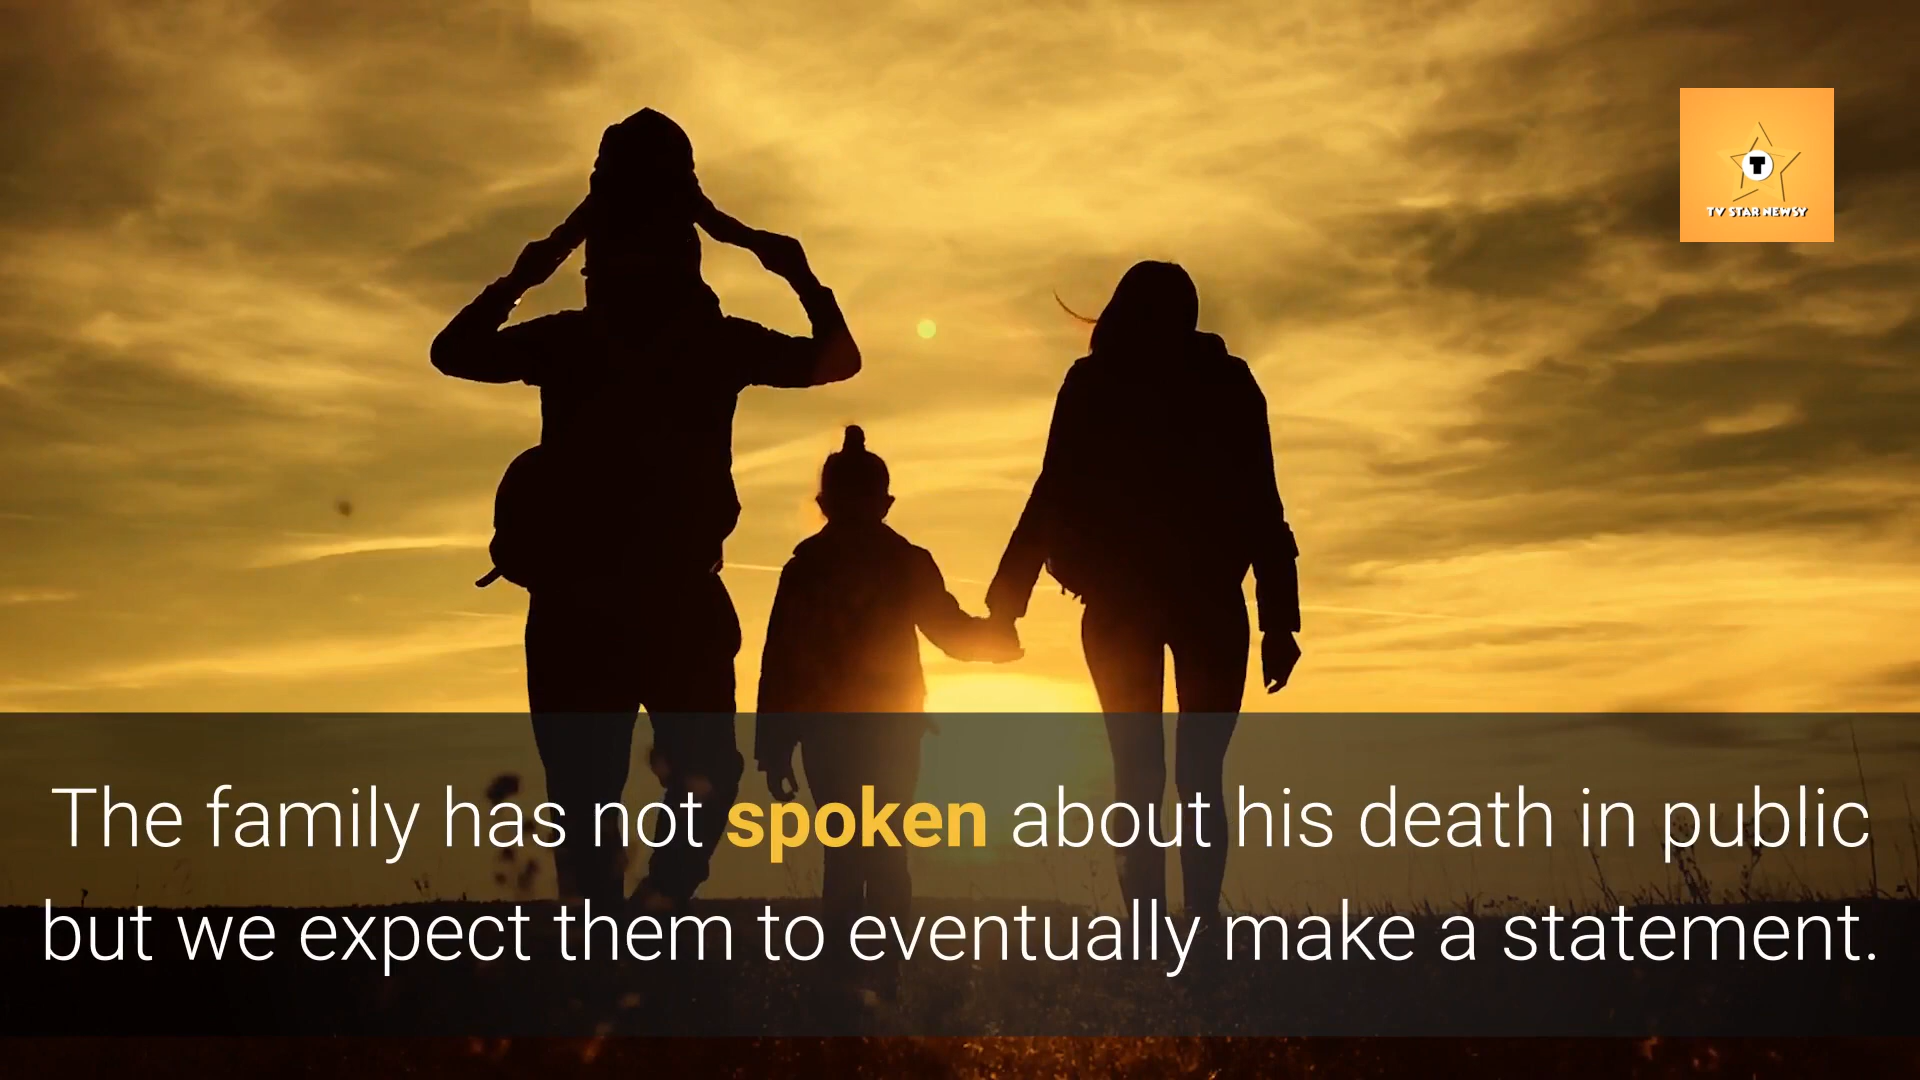 T
TV STAR NEWSY
The family has not spoken about his death in public
but we expect them to eventually make a statement.